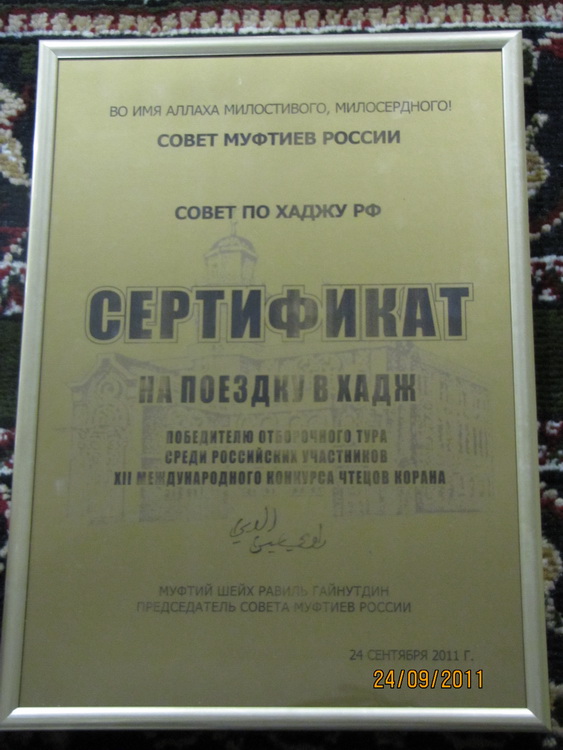 ВО ИМЯ АЛЛАХА МИЛОСТИВОГО, МИЛОСЕРДНОГО!
СОВЕТ МУФТИЕВ РОССИИ
СОВЕТ ПО ХАДЖУ РФ
СЕРТИФИКАТ
НА ПОЕЗДКУ В ХАДЖ
ПОБЕДИТЕЛЮ ОТБОРОЧНОГО ТУРА
СРЕДИ РОССИЙСКИХ УЧАСТНИКОВ
XII МЕЖДУНАРОДНОГО КОНКУРСА ЧТЕЦОВ КОРАНА
МУФТИЙ ШЕЙХ РАВИЛЬ ГАЙНУТДИН
ПРЕДСЕДАТЕЛЬ СОВЕТА МУФТИЕВ РОССИИ
24 СЕНТЯБРЯ 2011 Г.
24/09/2011